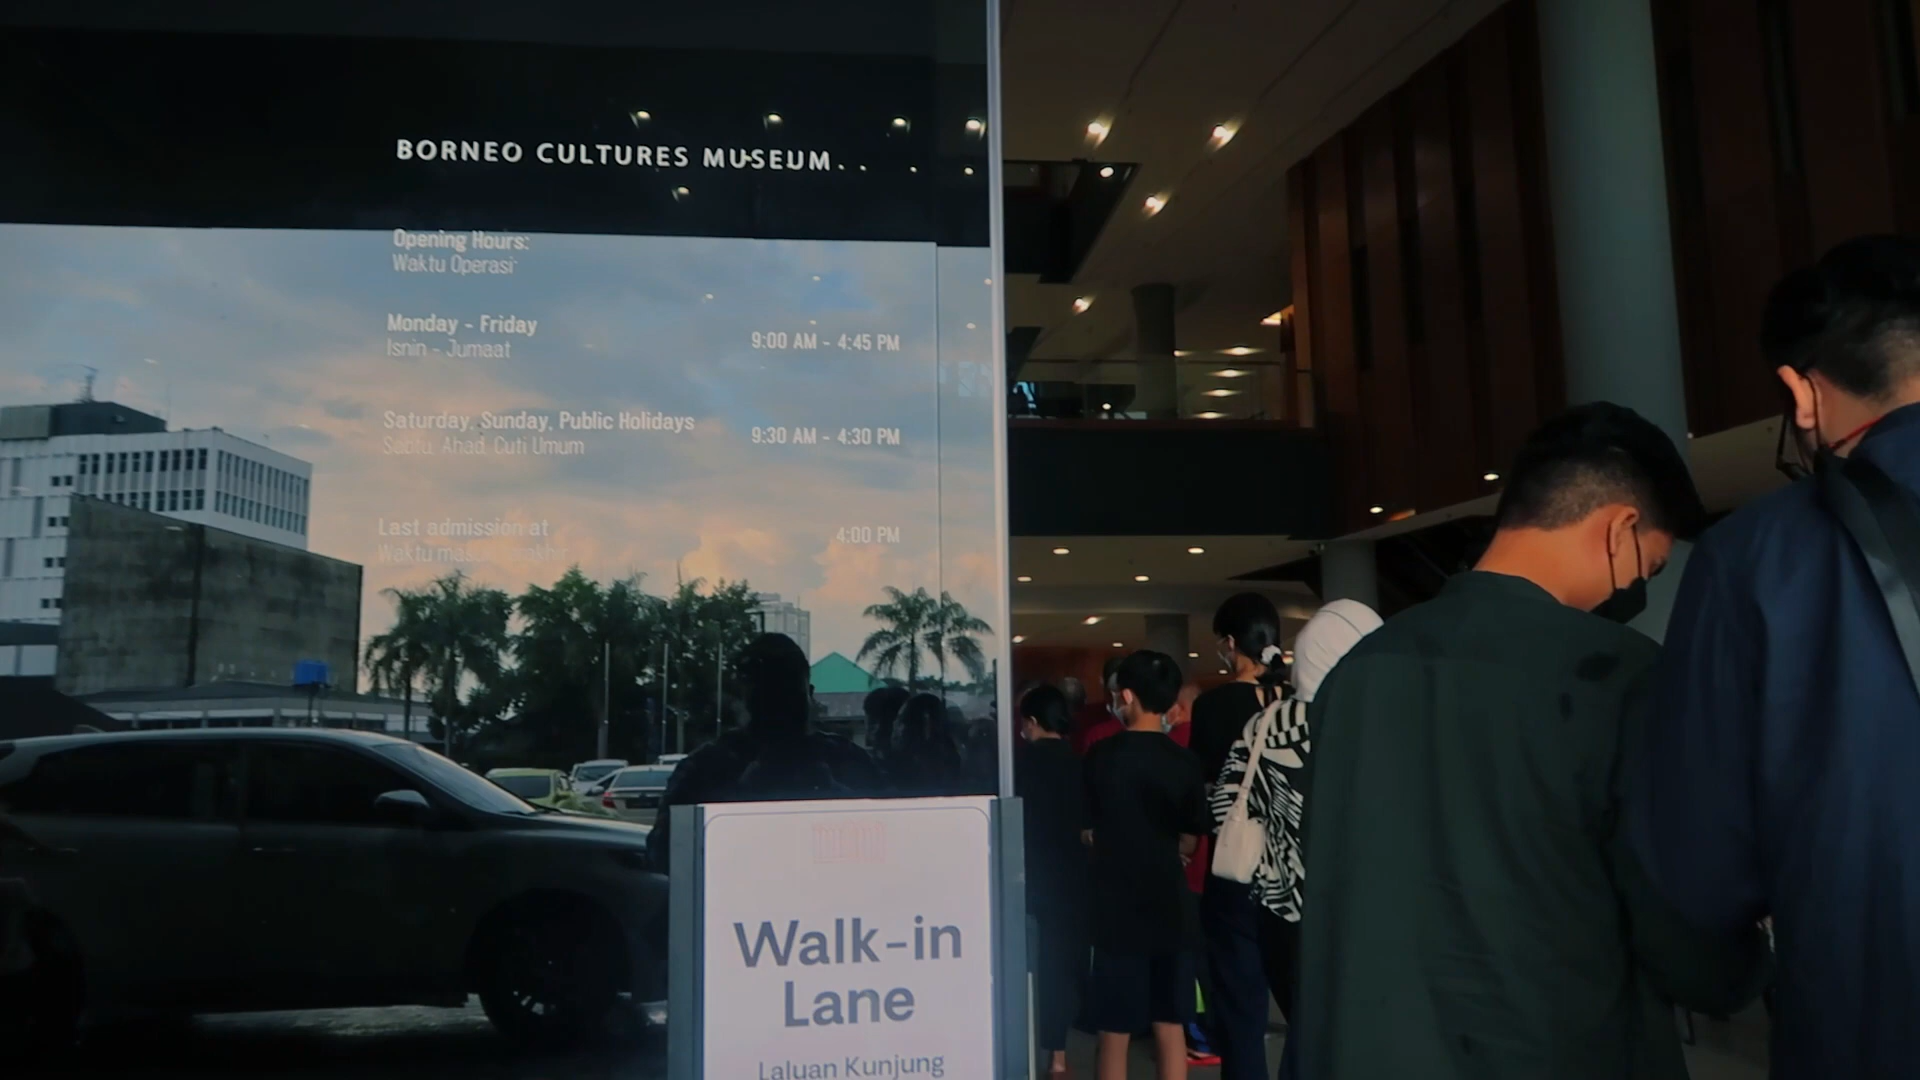 BORNEO CULTURES MUSEUM
Opening Hours:
Waktu Operasi
Monday - Friday
Isnin - Jumaat
9:00 AM - 4:45 PM
Saturday, Sunday, Public Holidays
Sabtu, Ahad, Cuti Umum
9:30 AM - 4:30 PM
Last admission at
Waktu
4:00 PM
Walk-in
Lane
Laluan Kunjung